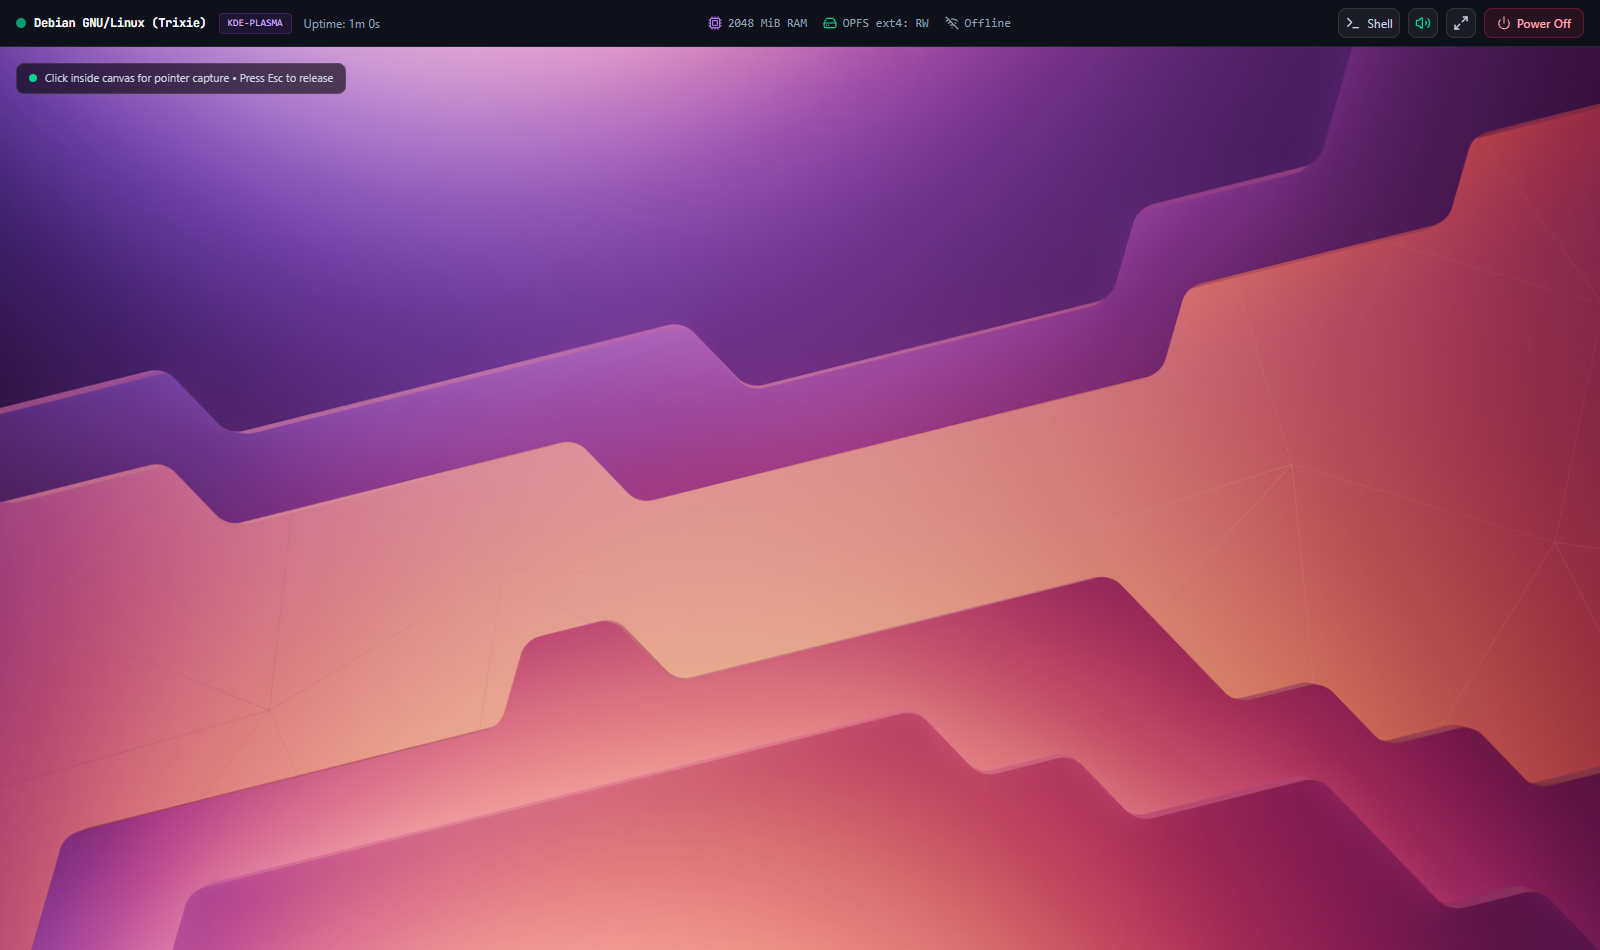 Debian GNU/Linux (Trixie) KDE-PLASMA Uptime: 1m 0s 2048 MiB RAM OPFS ext4: RW Offline Shell Power Off
Click inside canvas for pointer capture • Press Esc to release